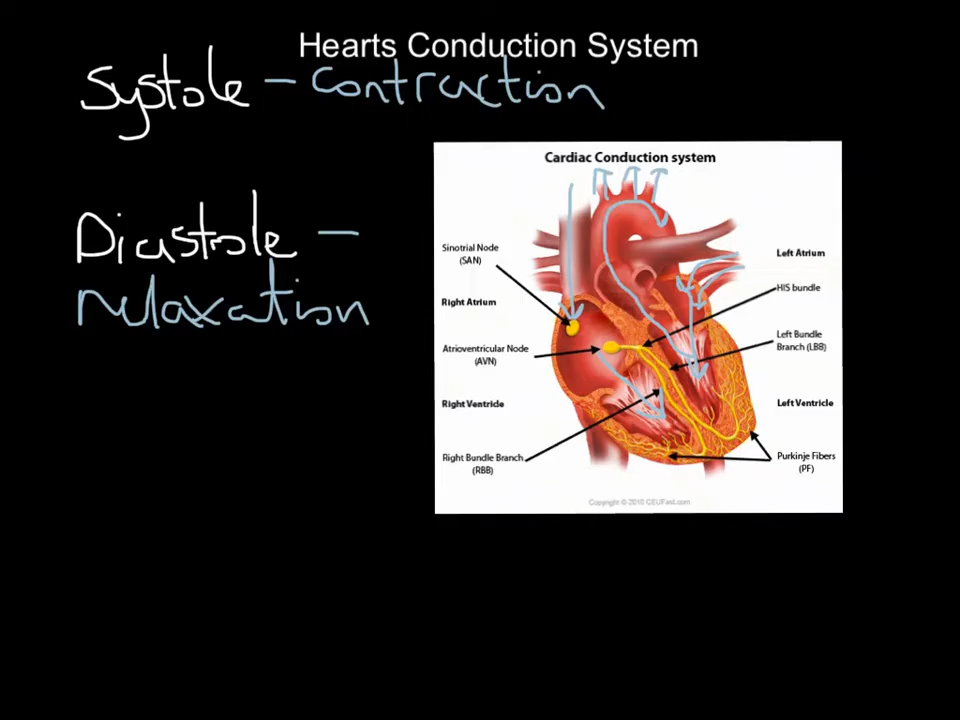 Hearts Conduction System
Systole - contraction
Diastole -
relaxation
Cardiac Conduction system
Sinotrial Node
(SAN)
Right Atrium
Atrioventricular Node
(AVN)
Right Ventricle
Right Bundle Branch
(RBB)
Left Atrium
HIS bundle
Left Bundle
Branch (LBB)
Left Ventricle
Purkinje Fibers
(PF)
Copyright © 2010 CEUFast.com